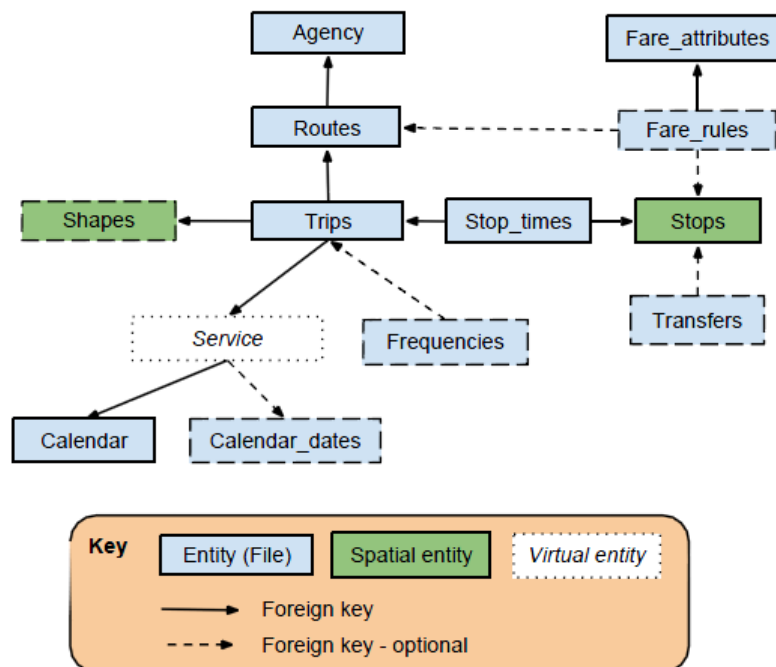 Agency
Fare_attributes
Routes
Fare_rules
Shapes
Trips
Stop_times
Stops
Service
Frequencies
Transfers
Calendar
Calendar_dates
Key
Entity (File)
Spatial entity
Virtual entity
Foreign key
Foreign key - optional